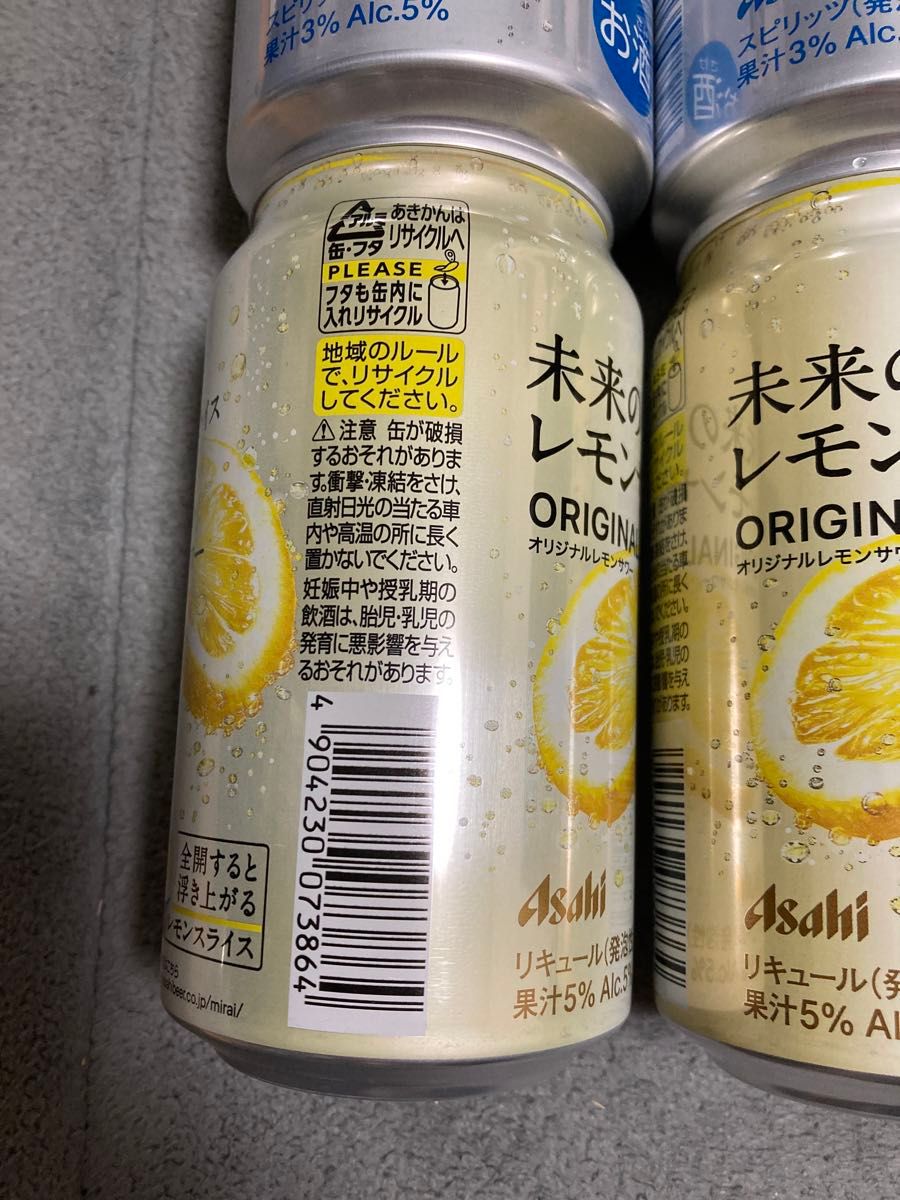 スピリッツ(発
果汁3% Alc.5%
お酒
スピリッツ(発
果汁3% Alc.
酒
アルミ
缶・フタ
あきかんは
リサイクルへ
PLEASE
フタも缶内に
入れリサイクル
地域のルール
で、リサイクル
してください。
⚠注意 缶が破損
するおそれがありま
す。衝撃・凍結をさけ、
直射日光の当たる車
内や高温の所に長く
置かないでください。
妊娠中や授乳期の
飲酒は、胎児・乳児の
発育に悪影響を与え
るおそれがあります。
4 904230 073864
イス
ー
全開すると
浮き上がる
レモンスライス
beer.co.jp/mirai/
未来の
レモン
ORIGINAL
オリジナルレモンサワー
Asahi
リキュール(発泡性
果汁5% Alc.5%
未来の
レモン
ORIGIN
オリジナルレモンサワ
Asahi
リキュール(発
果汁5% Al